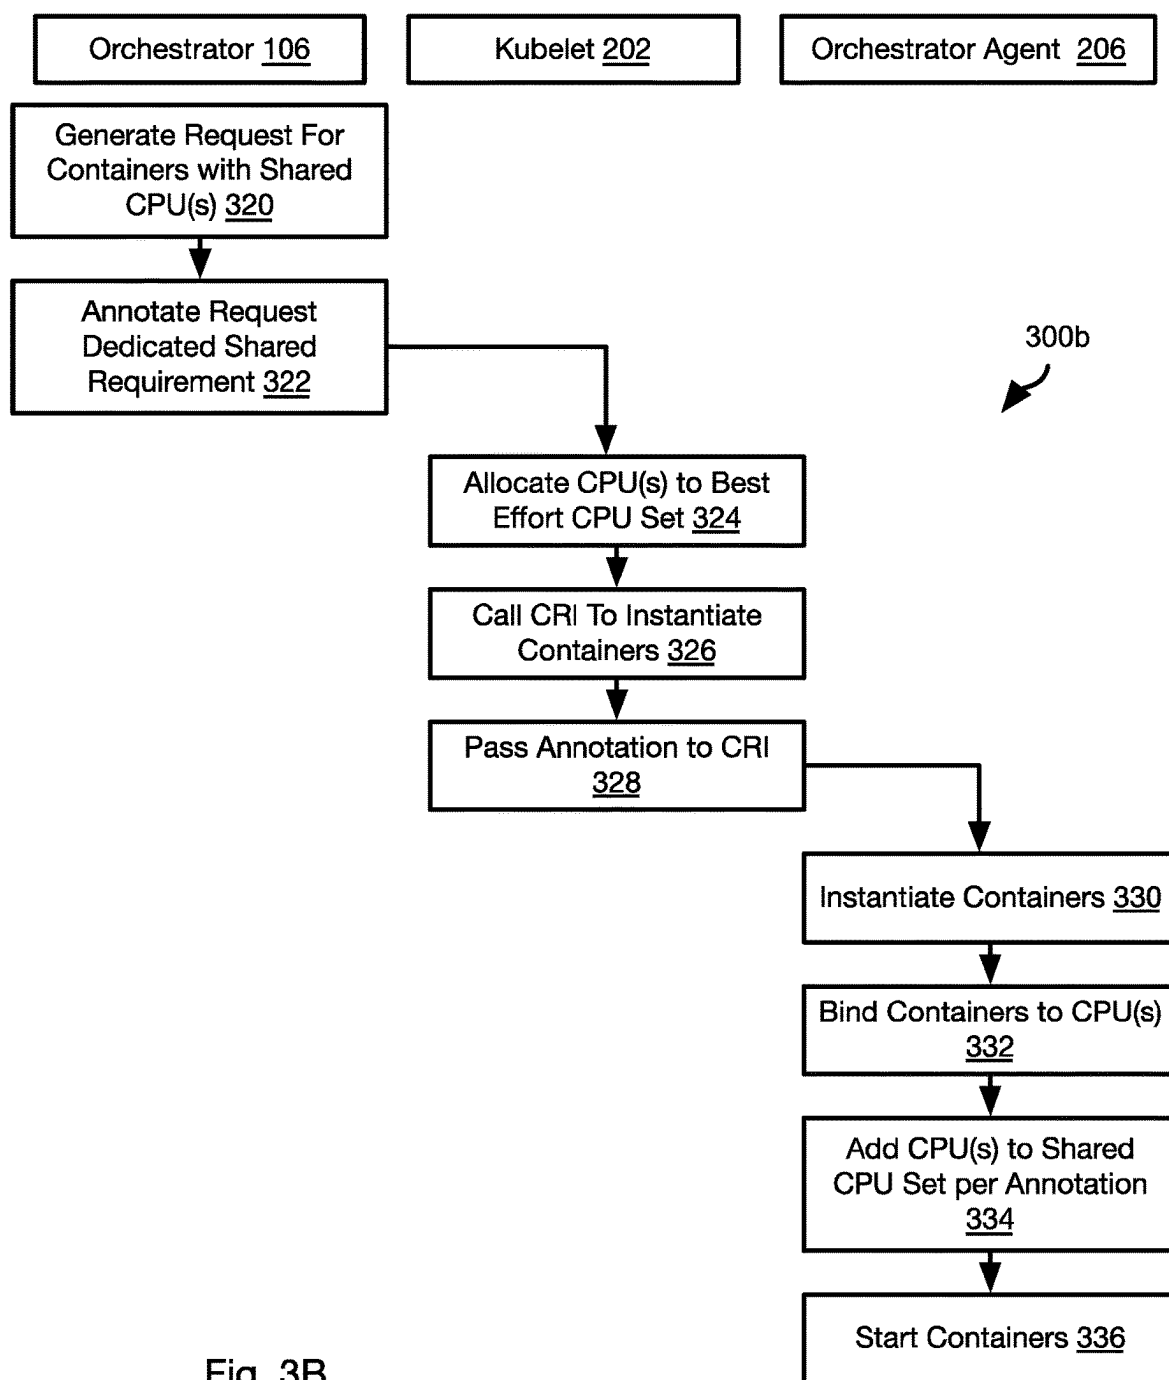 Orchestrator 106
Kubelet 202
Orchestrator Agent 206
Generate Request For
Containers with Shared
CPU(s) 320
Annotate Request
Dedicated Shared
Requirement 322
300b
Allocate CPU(s) to Best
Effort CPU Set 324
Call CRI To Instantiate
Containers 326
Pass Annotation to CRI
328
Instantiate Containers 330
Bind Containers to CPU(s)
332
Add CPU(s) to Shared
CPU Set per Annotation
334
Start Containers 336
Fig. 3B